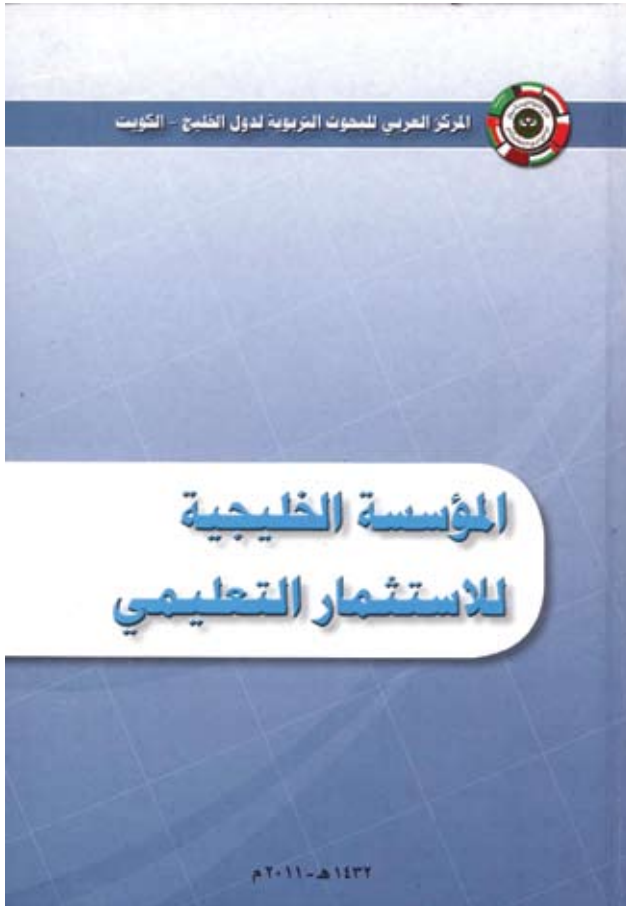 المركز العربي للبحوث التربوية لدول الخليج - الكويت
المؤسسة الخليجية
للاستثمار التعليمي
١٤٣٢هـ - ٢٠١١م